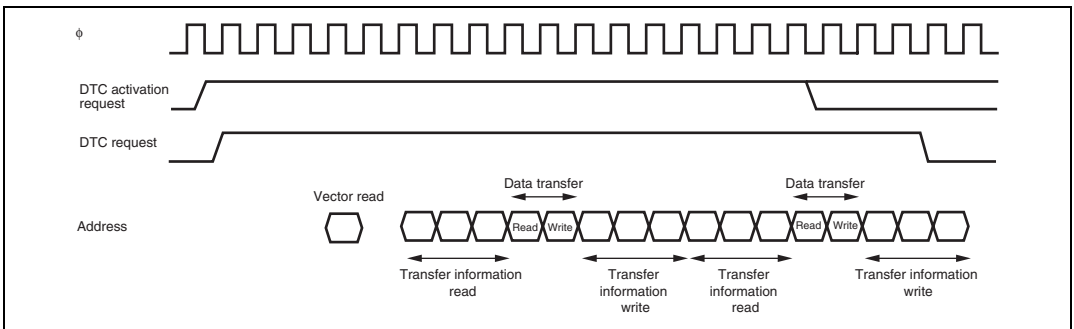 φ
DTC activation
request
DTC request
Data transfer
Data transfer
Vector read
Address
Read
Write
Read
Write
Transfer information
read
Transfer
information
write
Transfer
information
read
Transfer information
write